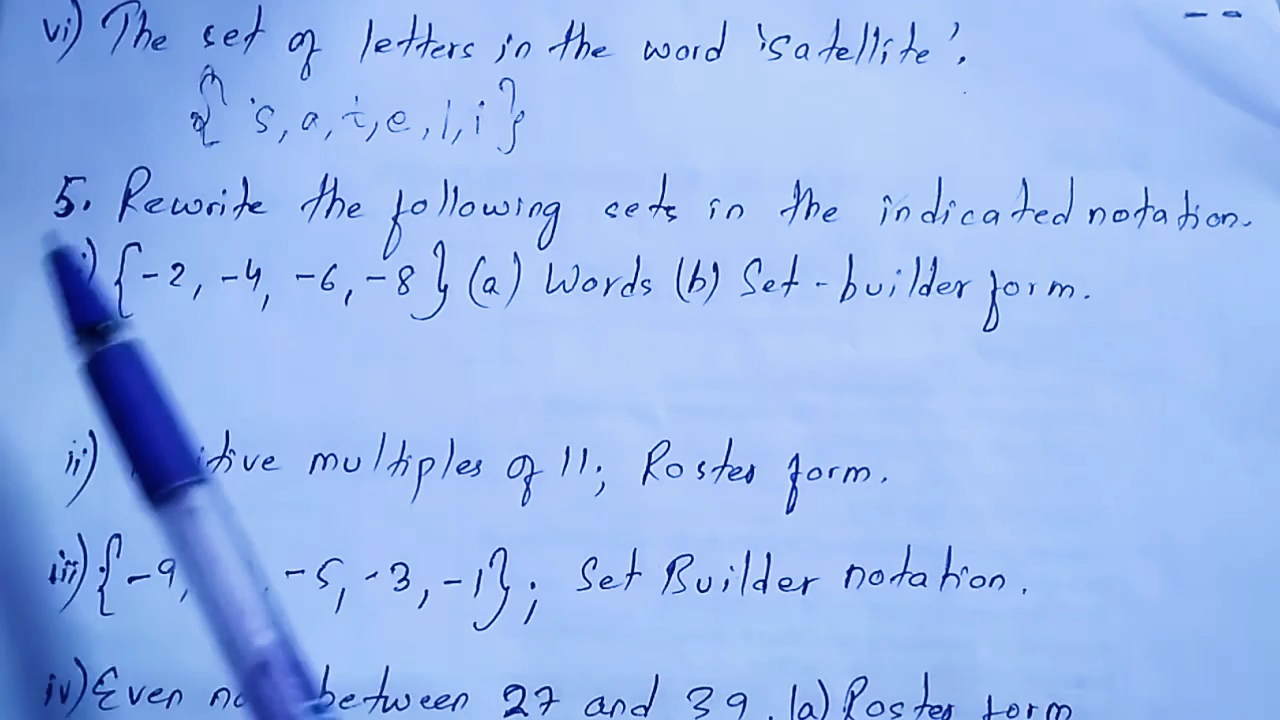 vi) The set of letters in the word 'satellite'.
{s, a, t, e, l, i}
5. Rewrite the following sets in the indicated notation.
i) {-2, -4, -6, -8} (a) Words (b) Set-builder form.
ii) multiples of 11; Roster form.
iii) {-9, -5, -3, -1}; Set Builder notation.
iv) Even between 27 and 39. (a) Roster form